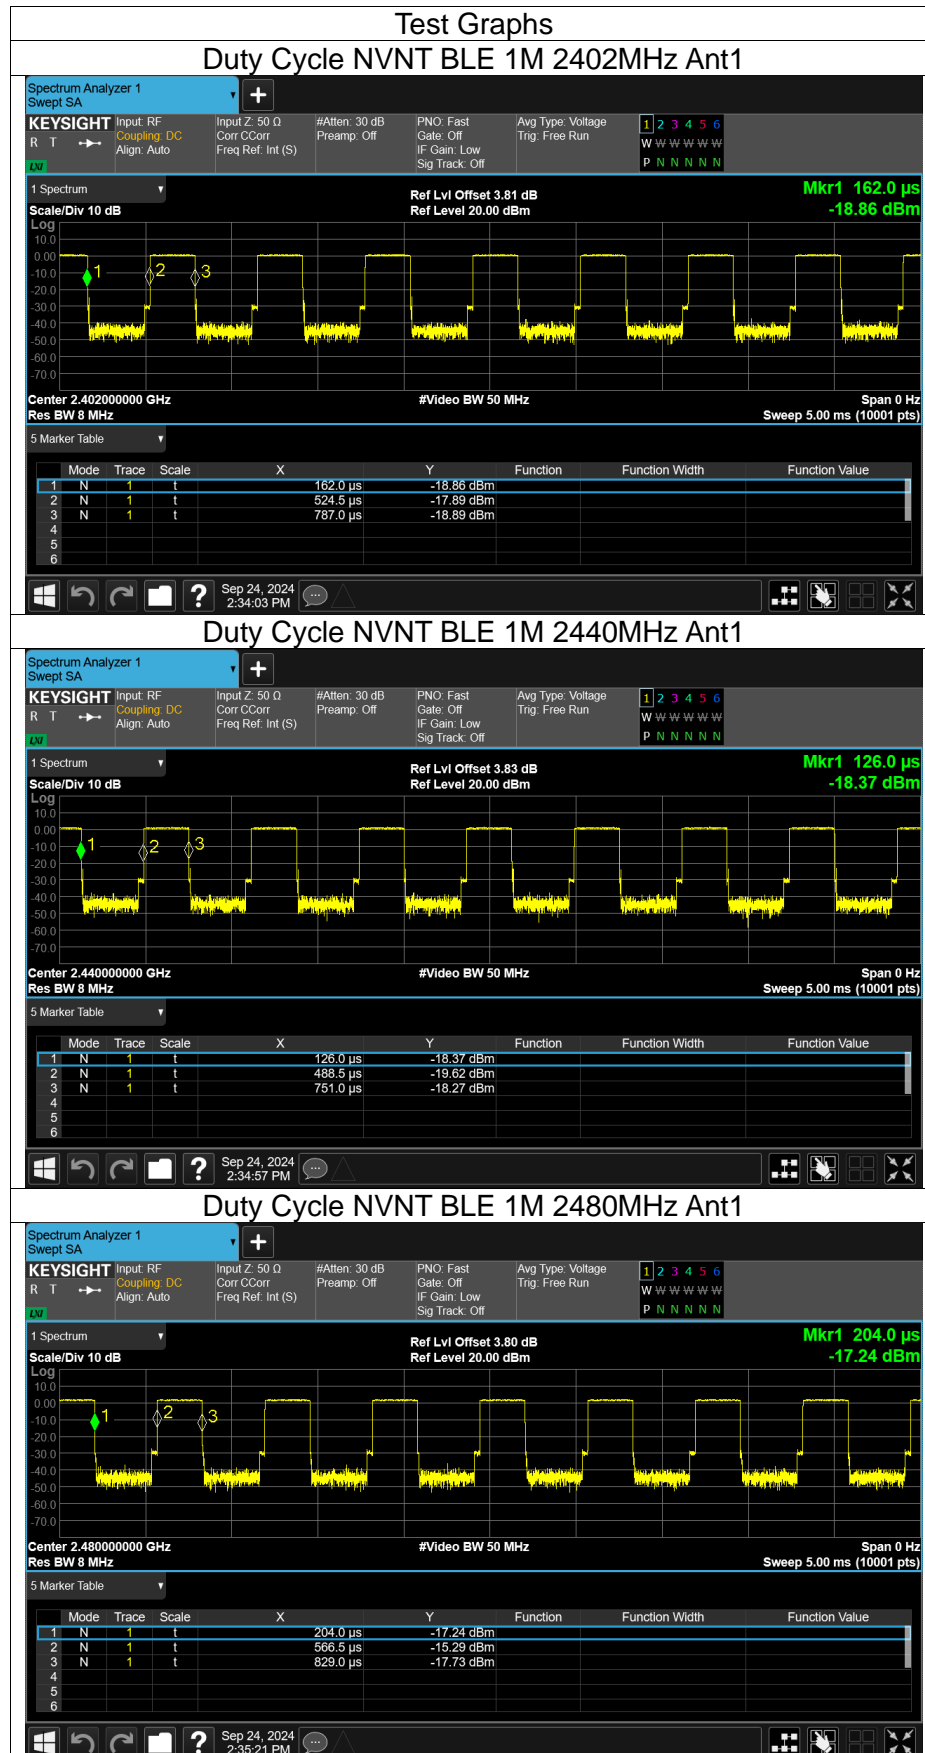 Test Graphs
Duty Cycle NVNT BLE 1M 2402MHz Ant1
Spectrum Analyzer 1
Swept SA
+
KEYSIGHT Input: RF Input Z: 50 Ω #Atten: 30 dB PNO: Fast Avg Type: Voltage 1 2 3 4 5 6
R T Coupling: DC Corr CCorr Preamp: Off Gate: Off Trig: Free Run W W W W W W
Align: Auto Freq Ref: Int (S) IF Gain: Low P N N N N N
LXI Sig Track: Off
1 Spectrum Ref Lvl Offset 3.81 dB Mkr1 162.0 µs
Scale/Div 10 dB Ref Level 20.00 dBm -18.86 dBm
Log
10.0
0.00
-10.0 1 2 3
-20.0
-30.0
-40.0
-50.0
-60.0
-70.0
Center 2.402000000 GHz #Video BW 50 MHz Span 0 Hz
Res BW 8 MHz Sweep 5.00 ms (10001 pts)
5 Marker Table
Mode Trace Scale X Y Function Function Width Function Value
1 N 1 t 162.0 µs -18.86 dBm
2 N 1 t 524.5 µs -17.89 dBm
3 N 1 t 787.0 µs -18.89 dBm
4
5
6
? Sep 24, 2024
2:34:03 PM
Duty Cycle NVNT BLE 1M 2440MHz Ant1
Spectrum Analyzer 1
Swept SA
+
KEYSIGHT Input: RF Input Z: 50 Ω #Atten: 30 dB PNO: Fast Avg Type: Voltage 1 2 3 4 5 6
R T Coupling: DC Corr CCorr Preamp: Off Gate: Off Trig: Free Run W W W W W W
Align: Auto Freq Ref: Int (S) IF Gain: Low P N N N N N
LXI Sig Track: Off
1 Spectrum Ref Lvl Offset 3.83 dB Mkr1 126.0 µs
Scale/Div 10 dB Ref Level 20.00 dBm -18.37 dBm
Log
10.0
0.00
-10.0 1 2 3
-20.0
-30.0
-40.0
-50.0
-60.0
-70.0
Center 2.440000000 GHz #Video BW 50 MHz Span 0 Hz
Res BW 8 MHz Sweep 5.00 ms (10001 pts)
5 Marker Table
Mode Trace Scale X Y Function Function Width Function Value
1 N 1 t 126.0 µs -18.37 dBm
2 N 1 t 488.5 µs -19.62 dBm
3 N 1 t 751.0 µs -18.27 dBm
4
5
6
? Sep 24, 2024
2:34:57 PM
Duty Cycle NVNT BLE 1M 2480MHz Ant1
Spectrum Analyzer 1
Swept SA
+
KEYSIGHT Input: RF Input Z: 50 Ω #Atten: 30 dB PNO: Fast Avg Type: Voltage 1 2 3 4 5 6
R T Coupling: DC Corr CCorr Preamp: Off Gate: Off Trig: Free Run W W W W W W
Align: Auto Freq Ref: Int (S) IF Gain: Low P N N N N N
LXI Sig Track: Off
1 Spectrum Ref Lvl Offset 3.80 dB Mkr1 204.0 µs
Scale/Div 10 dB Ref Level 20.00 dBm -17.24 dBm
Log
10.0
0.00
-10.0 1 2 3
-20.0
-30.0
-40.0
-50.0
-60.0
-70.0
Center 2.480000000 GHz #Video BW 50 MHz Span 0 Hz
Res BW 8 MHz Sweep 5.00 ms (10001 pts)
5 Marker Table
Mode Trace Scale X Y Function Function Width Function Value
1 N 1 t 204.0 µs -17.24 dBm
2 N 1 t 566.5 µs -15.29 dBm
3 N 1 t 829.0 µs -17.73 dBm
4
5
6
? Sep 24, 2024
2:35:21 PM